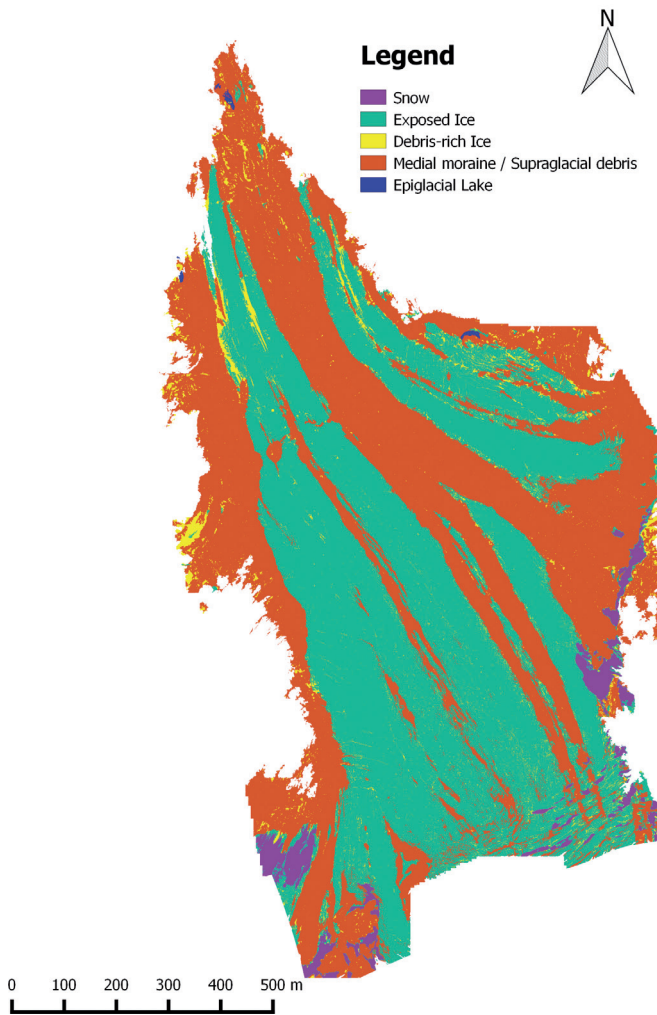 N
Legend
Snow
Exposed Ice
Debris-rich Ice
Medial moraine / Supraglacial debris
Epiglacial Lake
0 100 200 300 400 500 m